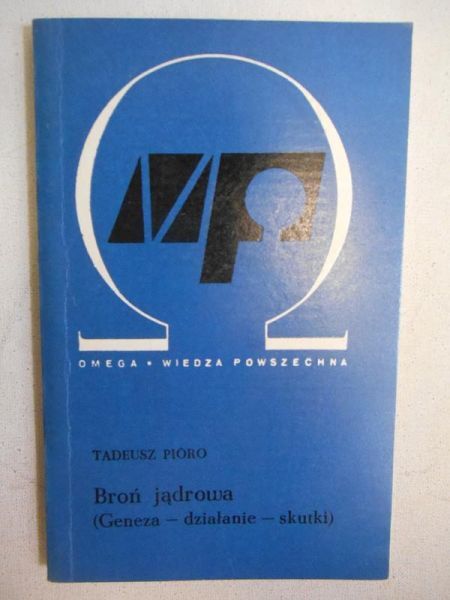 OMEGA • WIEDZA POWSZECHNA
TADEUSZ PIÓRO
Broń jądrowa
(Geneza — działanie — skutki)